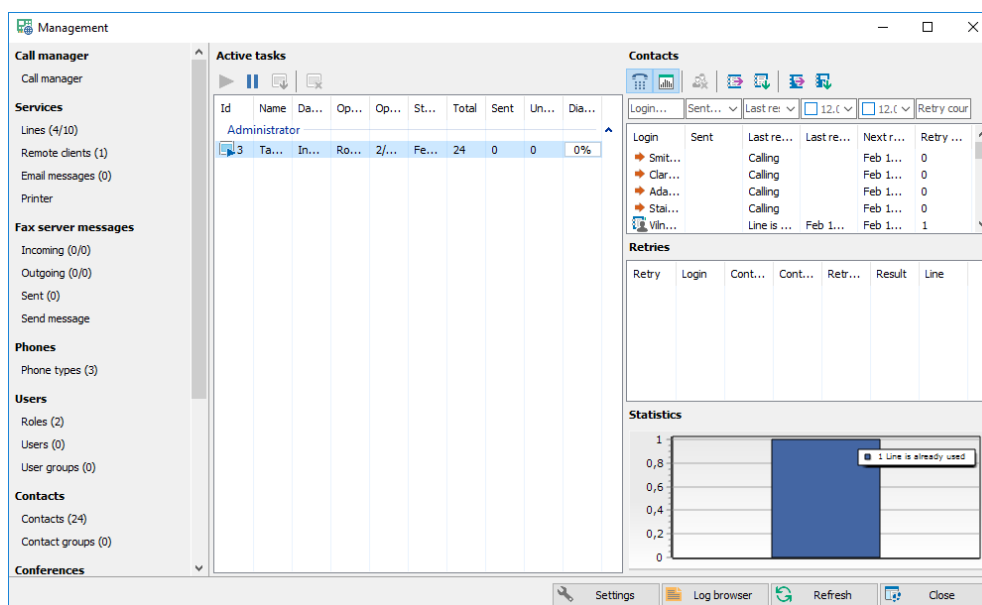 Management
Call manager
Call manager
Services
Lines (4/10)
Remote clients (1)
Email messages (0)
Printer
Fax server messages
Incoming (0/0)
Outgoing (0/0)
Sent (0)
Send message
Phones
Phone types (3)
Users
Roles (2)
Users (0)
User groups (0)
Contacts
Contacts (24)
Contact groups (0)
Conferences
Active tasks
Id Name Da... Op... Op... St... Total Sent Un... Dia...
Administrator
3 Ta... In... Ro... 2/... Fe... 24 0 0 0%
Contacts
Login... Sent... Last re: 12.( 12.( Retry cour
Login Sent Last re... Last re... Next r... Retry ...
Smit... Calling Feb 1... 0
Clar... Calling Feb 1... 0
Ada... Calling Feb 1... 0
Stai... Calling Feb 1... 0
Viln... Line is ... Feb 1... Feb 1... 1
Retries
Retry Login Cont... Cont... Retr... Result Line
Statistics
1
0,8
0,6
0,4
0,2
0
1 Line is already used
Settings Log browser Refresh Close